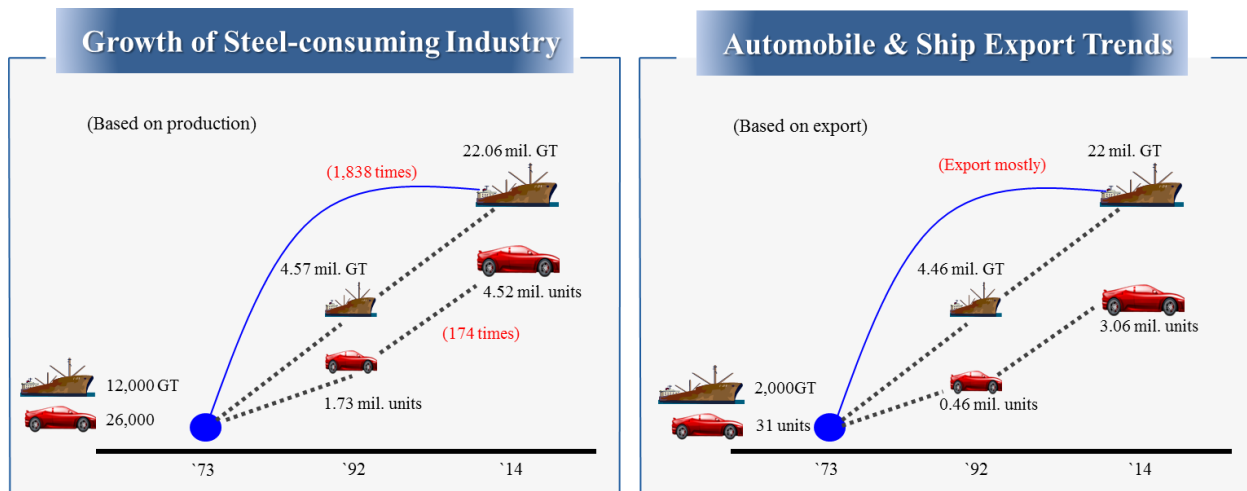 Growth of Steel-consuming Industry
(Based on production)
22.06 mil. GT
(1,838 times)
4.57 mil. GT
4.52 mil. units
(174 times)
12,000 GT
1.73 mil. units
26,000
`73
`92
`14
Automobile & Ship Export Trends
(Based on export)
22 mil. GT
(Export mostly)
4.46 mil. GT
3.06 mil. units
2,000GT
0.46 mil. units
31 units
`73
`92
`14